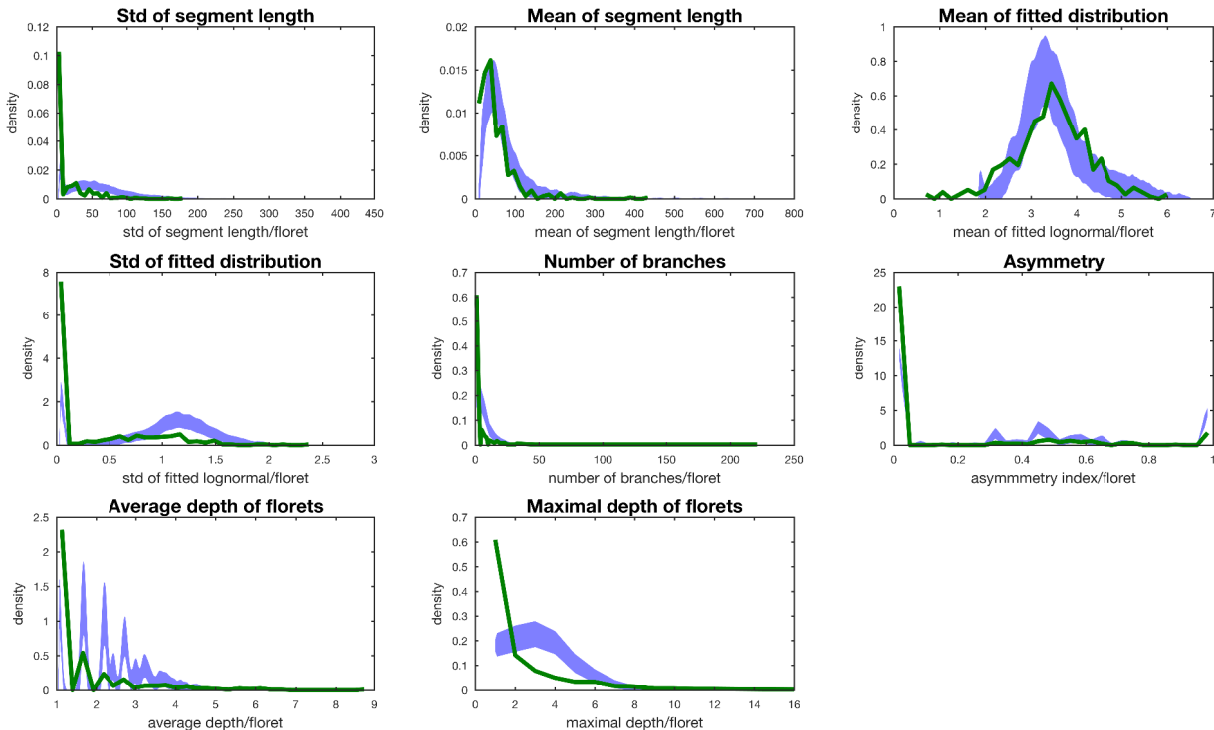 Std of segment length
0.12
0.1
0.08
0.06
0.04
0.02
0
density
0 50 100 150 200 250 300 350 400 450
std of segment length/floret
Mean of segment length
0.02
0.015
0.01
0.005
0
density
0 100 200 300 400 500 600 700 800
mean of segment length/floret
Mean of fitted distribution
1
0.8
0.6
0.4
0.2
0
density
0 1 2 3 4 5 6 7
mean of fitted lognormal/floret
Std of fitted distribution
8
6
4
2
0
density
0 0.5 1 1.5 2 2.5 3
std of fitted lognormal/floret
Number of branches
0.7
0.6
0.5
0.4
0.3
0.2
0.1
0
density
0 50 100 150 200 250
number of branches/floret
Asymmetry
25
20
15
10
5
0
density
0 0.2 0.4 0.6 0.8 1
asymmmetry index/floret
Average depth of florets
2.5
2
1.5
1
0.5
0
density
1 2 3 4 5 6 7 8 9
average depth/floret
Maximal depth of florets
0.7
0.6
0.5
0.4
0.3
0.2
0.1
0
density
0 2 4 6 8 10 12 14 16
maximal depth/floret